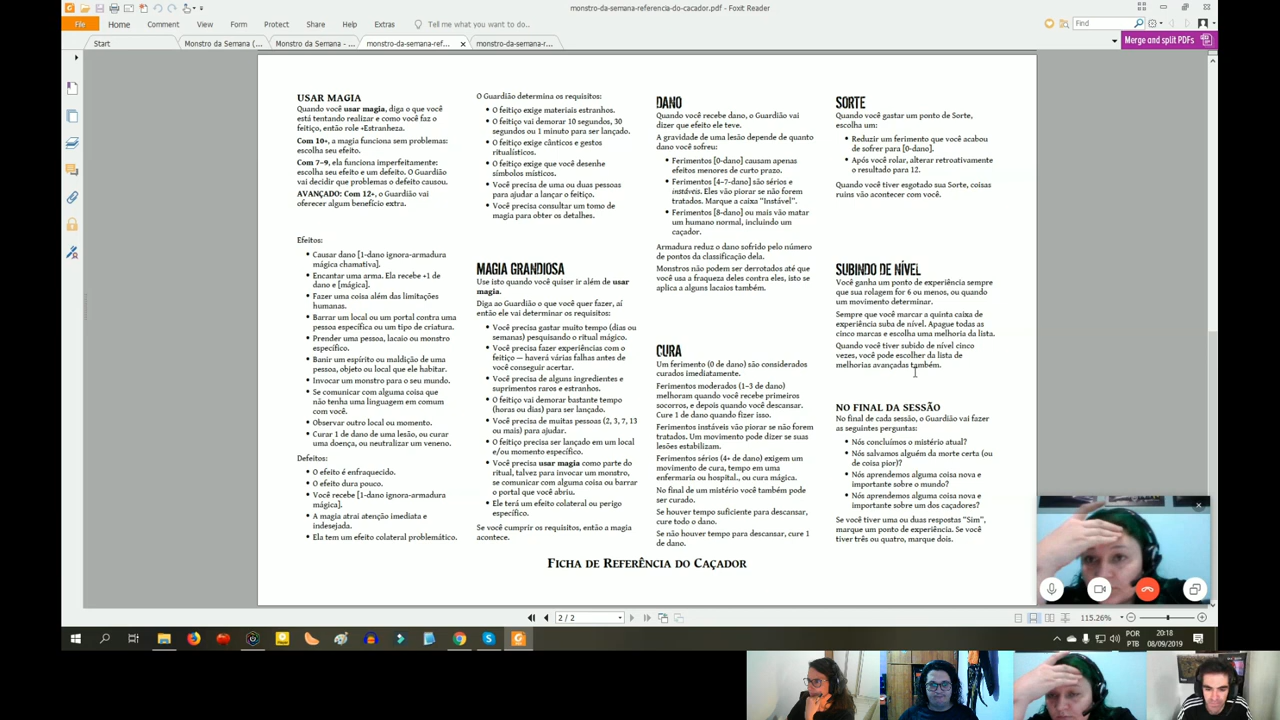 monstro-da-semana-referencia-do-cacador.pdf - Foxit Reader
File
Home
Comment
View
Form
Protect
Share
Help
Extras
Tell me what you want to do..
Find
Start
Monstro da Semana (...
Monstro da Semana - ...
monstro-da-semana-ref...
monstro-da-semana-r...
Merge and split PDFs
USAR MAGIA
Quando você usar magia, diga o que você
está tentando realizar e como você faz o
feitiço, então role +Estranheza.
Com 10+, a magia funciona sem problemas:
escolha seu efeito.
Com 7–9, ela funciona imperfeitamente:
escolha seu efeito e um defeito. O Guardião
vai decidir que problemas o defeito causou.
AVANÇADO: Com 12+, o Guardião vai
oferecer algum benefício extra.
Efeitos:
• Causar dano [1-dano ignora-armadura
mágica chamativa].
• Encantar uma arma. Ela recebe +1 de
dano e [mágica].
• Fazer uma coisa além das limitações
humanas.
• Barrar um local ou um portal contra uma
pessoa específica ou um tipo de criatura.
• Prender uma pessoa, lacaio ou monstro
específico.
• Banir um espírito ou maldição de uma
pessoa, objeto ou local que ele habitar.
• Invocar um monstro para o seu mundo.
• Se comunicar com alguma coisa que
não tenha uma linguagem em comum
com você.
• Observar outro local ou momento.
• Curar 1 de dano de uma lesão, ou curar
uma doença, ou neutralizar um veneno.
Defeitos:
• O efeito é enfraquecido.
• O efeito dura pouco.
• Você recebe [1-dano ignora-armadura
mágica].
• A magia atrai atenção imediata e
indesejada.
• Ela tem um efeito colateral problemático.
O Guardião determina os requisitos:
• O feitiço exige materiais estranhos.
• O feitiço vai demorar 10 segundos, 30
segundos ou 1 minuto para ser lançado.
• O feitiço exige cânticos e gestos
ritualísticos.
• O feitiço exige que você desenhe
símbolos místicos.
• Você precisa de uma ou duas pessoas
para ajudar a lançar o feitiço.
• Você precisa consultar um tomo de
magia para obter os detalhes.
MAGIA GRANDIOSA
Use isto quando você quiser ir além de usar
magia.
Diga ao Guardião o que você quer fazer, aí
então ele vai determinar os requisitos:
• Você precisa gastar muito tempo (dias ou
semanas) pesquisando o ritual mágico.
• Você precisa fazer experiências com o
feitiço — haverá várias falhas antes de
você conseguir acertar.
• Você precisa de alguns ingredientes e
suprimentos raros e estranhos.
• O feitiço vai demorar bastante tempo
(horas ou dias) para ser lançado.
• Você precisa de muitas pessoas (2, 3, 7, 13
ou mais) para ajudar.
• O feitiço precisa ser lançado em um local
e/ou momento específico.
• Você precisa usar magia como parte do
ritual, talvez para invocar um monstro,
se comunicar com alguma coisa ou barrar
o portal que você abriu.
• Ele terá um efeito colateral ou perigo
específico.
Se você cumprir os requisitos, então a magia
acontece.
DANO
Quando você recebe dano, o Guardião vai
dizer que efeito ele teve.
A gravidade de uma lesão depende de quanto
dano você sofreu:
• Ferimentos [0-dano] causam apenas
efeitos menores de curto prazo.
• Ferimentos [4–7-dano] são sérios e
instáveis. Eles vão piorar se não forem
tratados. Marque a caixa “Instável”.
• Ferimentos [8-dano] ou mais vão matar
um humano normal, incluindo um
caçador.
Armadura reduz o dano sofrido pelo número
de pontos da classificação dela.
Monstros não podem ser derrotados até que
você usa a fraqueza deles contra eles, isto se
aplica a alguns lacaios também.
CURA
Um ferimento (0 de dano) são considerados
curados imediatamente.
Ferimentos moderados (1–3 de dano)
melhoram quando você recebe primeiros
socorros, e depois quando você descansar.
Cure 1 de dano quando fizer isso.
Ferimentos instáveis vão piorar se não forem
tratados. Um movimento pode dizer se suas
lesões estabilizam.
Ferimentos sérios (4+ de dano) exigem um
movimento de cura, tempo em uma
enfermaria ou hospital., ou cura mágica.
No final de um mistério você também pode
ser curado.
Se houver tempo suficiente para descansar,
cure todo o dano.
Se não houver tempo para descansar, cure 1
de dano.
SORTE
Quando você gastar um ponto de Sorte,
escolha um:
• Reduzir um ferimento que você acabou
de sofrer para [0-dano].
• Após você rolar, alterar retroativamente
o resultado para 12.
Quando você tiver esgotado sua Sorte, coisas
ruins vão acontecer com você.
SUBINDO DE NÍVEL
Você ganha um ponto de experiência sempre
que sua rolagem for 6 ou menos, ou quando
um movimento determinar.
Sempre que você marcar a quinta caixa de
experiência suba de nível. Apague todas as
cinco marcas e escolha uma melhoria da lista.
Quando você tiver subido de nível cinco
vezes, você pode escolher da lista de
melhorias avançadas também.
NO FINAL DA SESSÃO
No final de cada sessão, o Guardião vai fazer
as seguintes perguntas:
• Nós concluímos o mistério atual?
• Nós salvamos alguém da morte certa (ou
de coisa pior)?
• Nós aprendemos alguma coisa nova e
importante sobre o mundo?
• Nós aprendemos alguma coisa nova e
importante sobre um dos caçadores?
Se você tiver uma ou duas respostas “Sim”,
marque um ponto de experiência. Se você
tiver três ou quatro, marque dois.
FICHA DE REFERÊNCIA DO CAÇADOR
2 / 2
115.26%
POR
PTB
20:18
08/09/2019